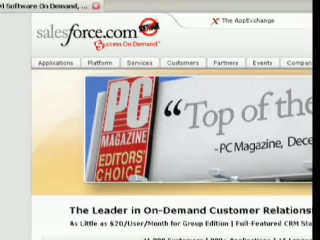 Software On Demand, ...
salesforce.com
SOFTWARE
Success On Demand
The AppExchange
Applications Platform Services Customers Partners Events Compan
PC
MAGAZINE
EDITORS'
CHOICE
"Top of the
-PC Magazine, Dece
The Leader in On-Demand Customer Relations
As Little as $20/User/Month for Group Edition | Full-Featured CRM Sta